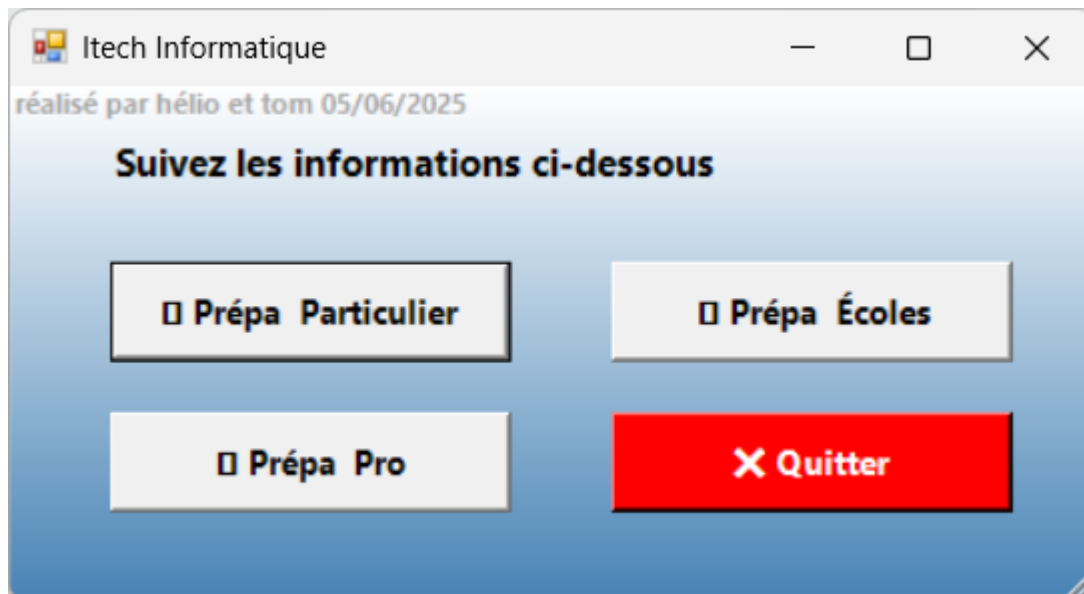 Itech Informatique
réalisé par hélio et tom 05/06/2025
Suivez les informations ci-dessous
▯ Prépa  Particulier
▯ Prépa  Écoles
▯ Prépa  Pro
❌ Quitter